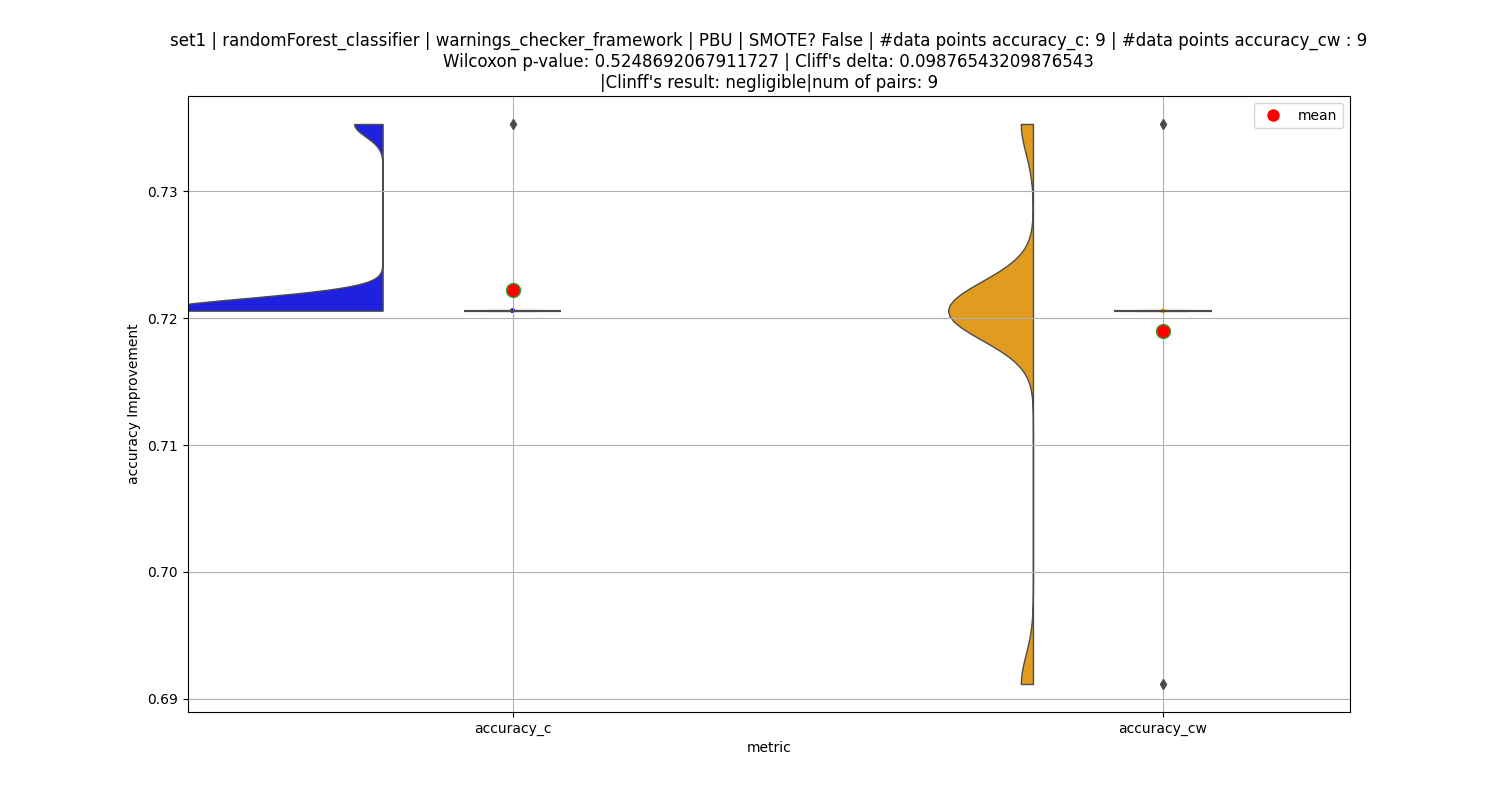 set1 | randomForest_classifier | warnings_checker_framework | PBU | SMOTE? False | #data points accuracy_c: 9 | #data points accuracy_cw : 9
Wilcoxon p-value: 0.5248692067911727 | Cliff's delta: 0.09876543209876543
|Clinff's result: negligible|num of pairs: 9
mean
0.73
0.72
0.71
0.70
0.69
accuracy Improvement
accuracy_c
accuracy_cw
metric